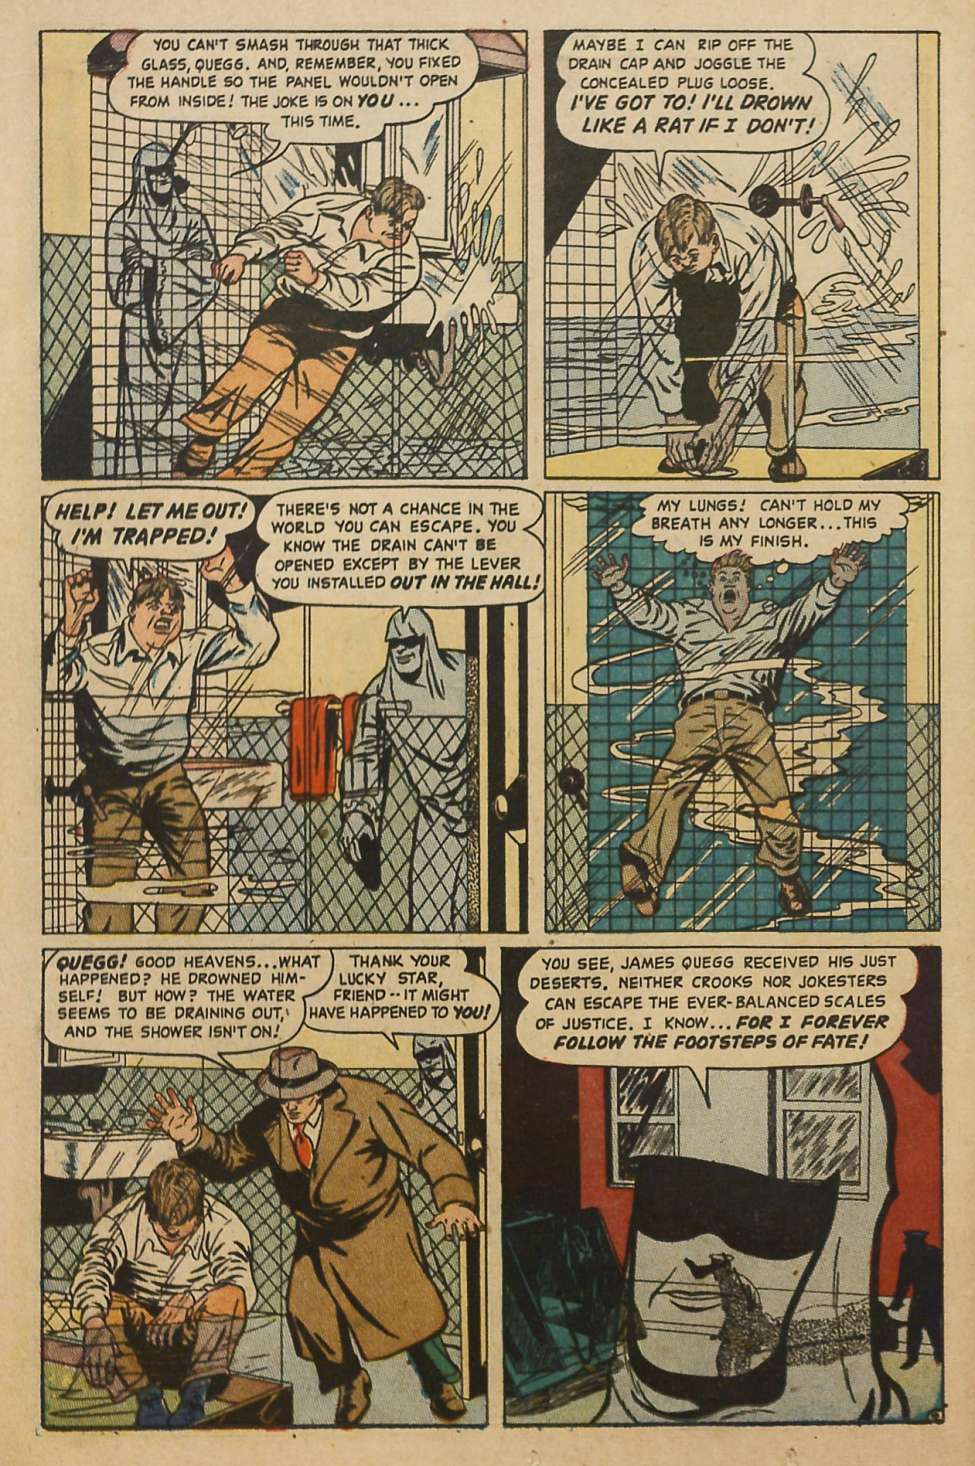 YOU CAN'T SMASH THROUGH THAT THICK
GLASS, QUEGG. AND, REMEMBER, YOU FIXED
THE HANDLE SO THE PANEL WOULDN'T OPEN
FROM INSIDE! THE JOKE IS ON YOU...
THIS TIME.
MAYBE I CAN RIP OFF THE
DRAIN CAP AND JOGGLE THE
CONCEALED PLUG LOOSE.
I'VE GOT TO! I'LL DROWN
LIKE A RAT IF I DON'T!
HELP! LET ME OUT!
I'M TRAPPED!
THERE'S NOT A CHANCE IN THE
WORLD YOU CAN ESCAPE. YOU
KNOW THE DRAIN CAN'T BE
OPENED EXCEPT BY THE LEVER
YOU INSTALLED OUT IN THE HALL!
MY LUNGS! CAN'T HOLD MY
BREATH ANY LONGER...THIS
IS MY FINISH.
QUEGG! GOOD HEAVENS...WHAT
HAPPENED? HE DROWNED HIM-
SELF! BUT HOW? THE WATER
SEEMS TO BE DRAINING OUT,
AND THE SHOWER ISN'T ON!
THANK YOUR
LUCKY STAR,
FRIEND--IT MIGHT
HAVE HAPPENED TO YOU!
YOU SEE, JAMES QUEGG RECEIVED HIS JUST
DESERTS. NEITHER CROOKS NOR JOKESTERS
CAN ESCAPE THE EVER-BALANCED SCALES
OF JUSTICE. I KNOW...FOR I FOREVER
FOLLOW THE FOOTSTEPS OF FATE!